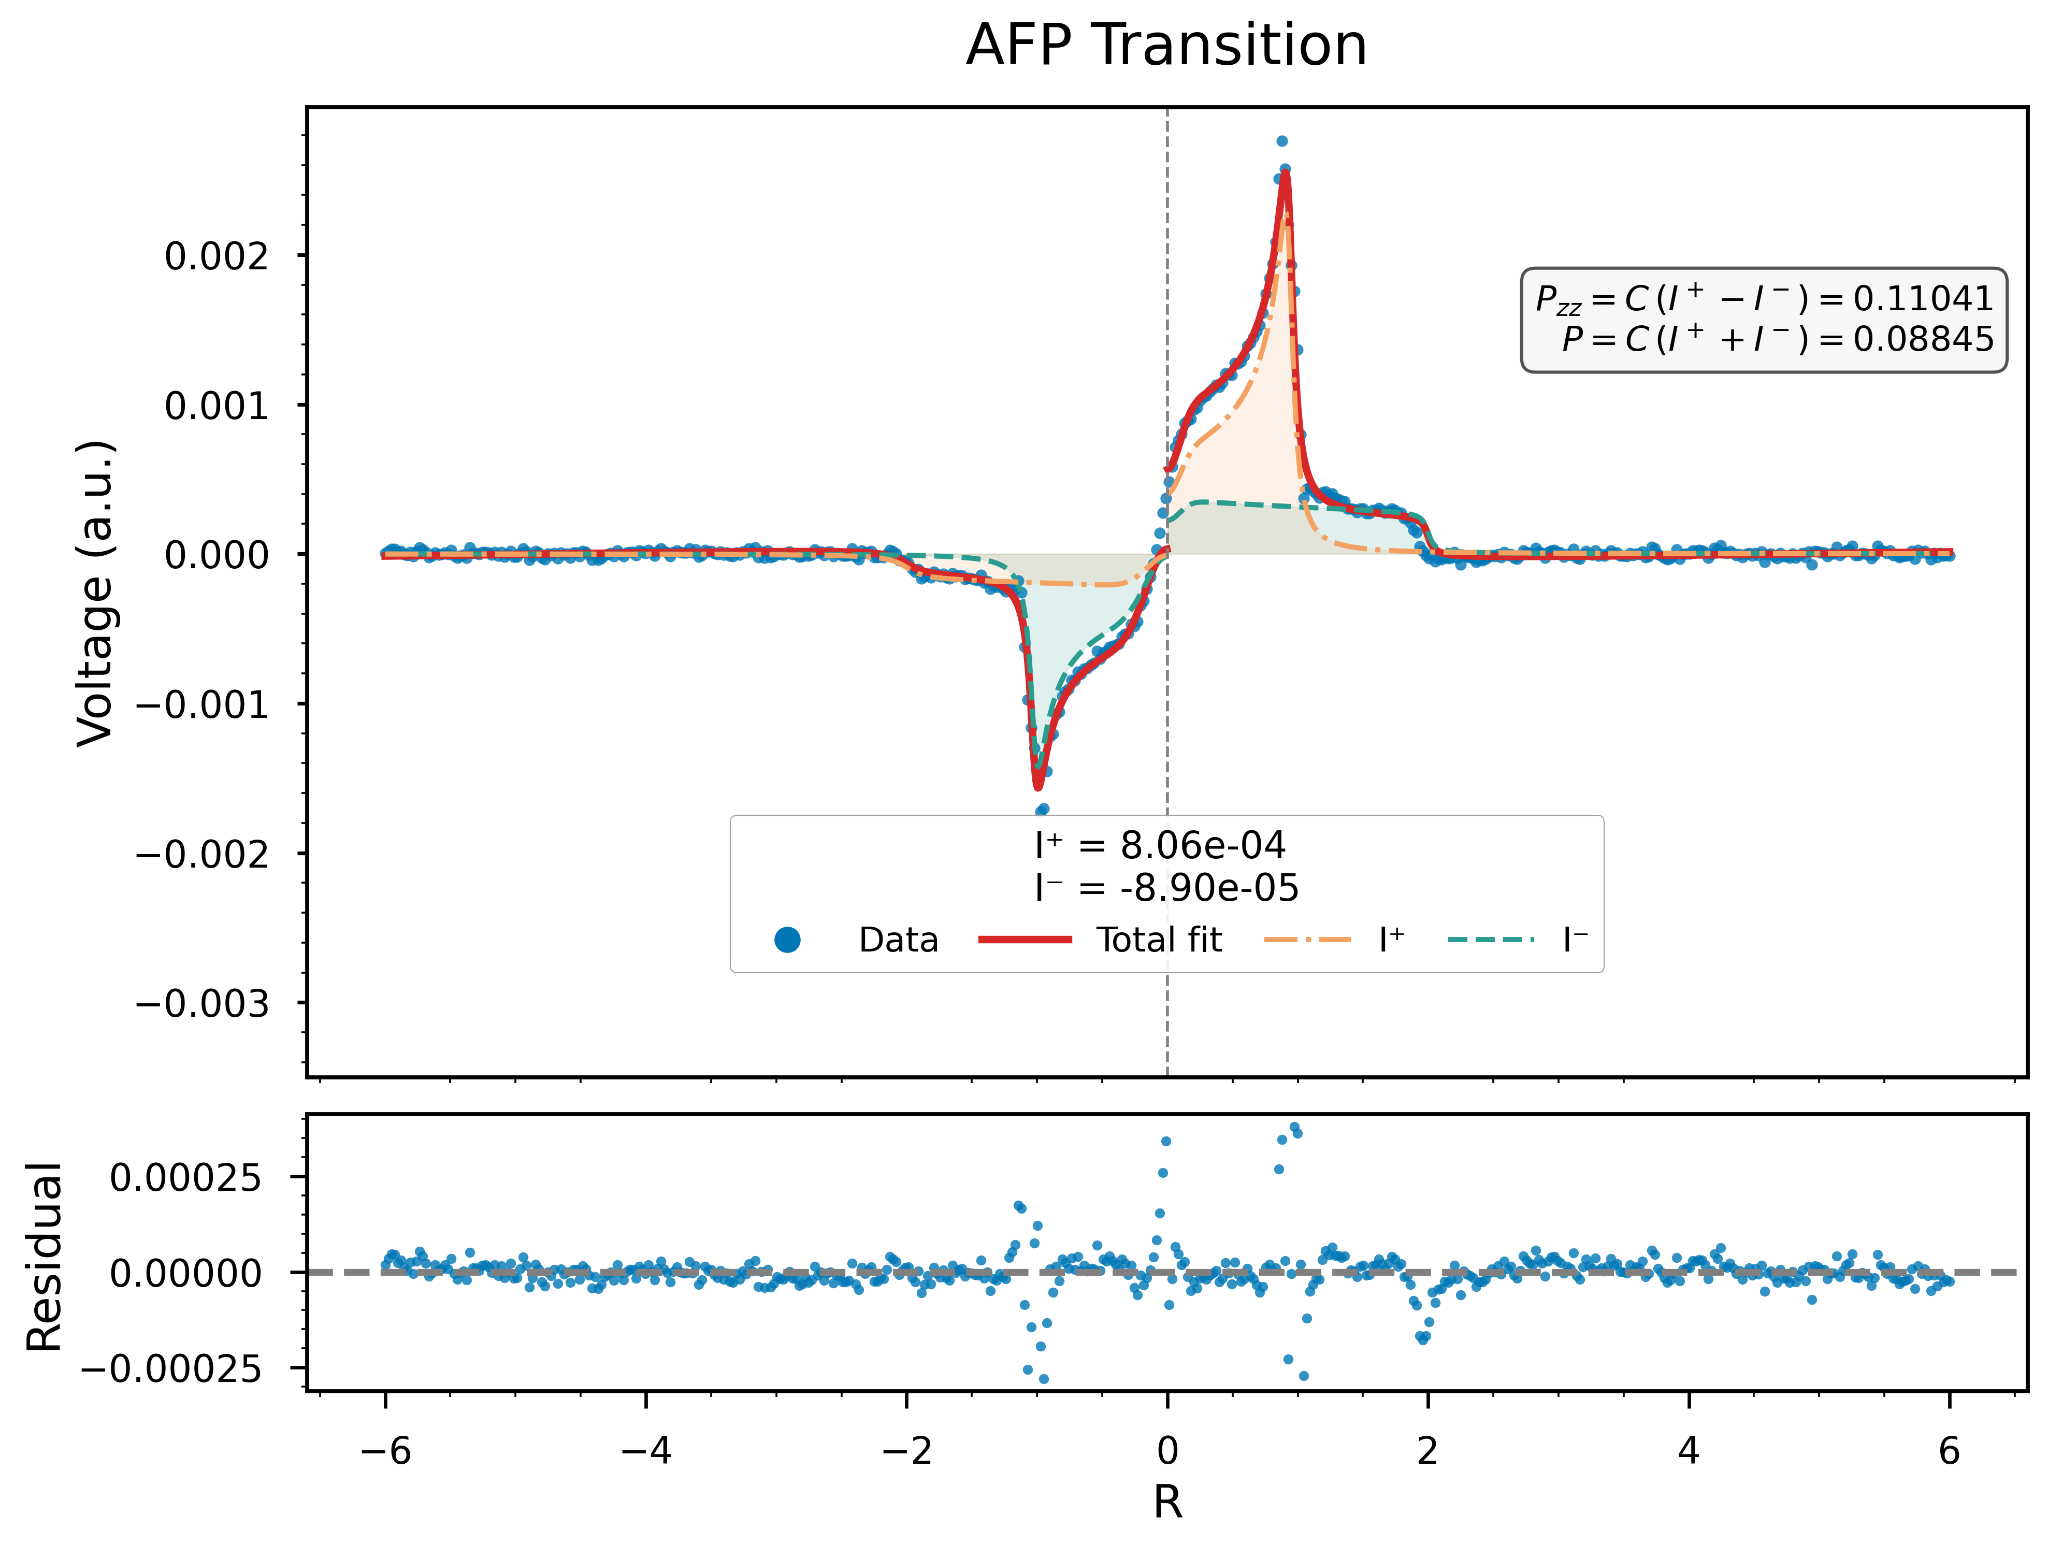 AFP Transition
Voltage (a.u.)
0.002
0.001
0.000
−0.001
−0.002
−0.003
P_zz = C (I⁺ − I⁻) = 0.11041
P = C (I⁺ + I⁻) = 0.08845
I⁺ = 8.06e-04
I⁻ = -8.90e-05
Data Total fit I⁺ I⁻
Residual
0.00025
0.00000
−0.00025
−6 −4 −2 0 2 4 6
R